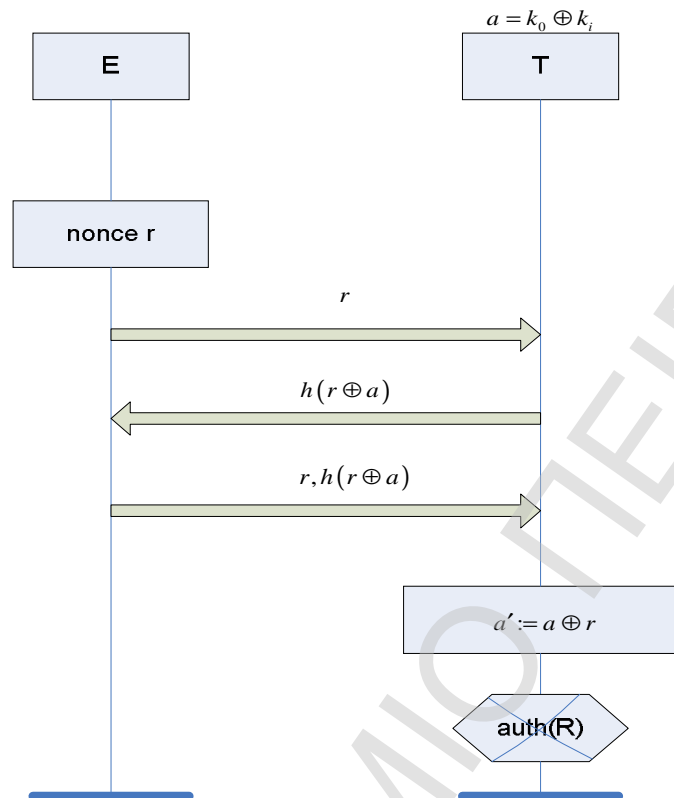 a = k₀ ⊕ kᵢ
E
T
nonce r
r
h(r ⊕ a)
r, h(r ⊕ a)
a′ := a ⊕ r
auth(R)